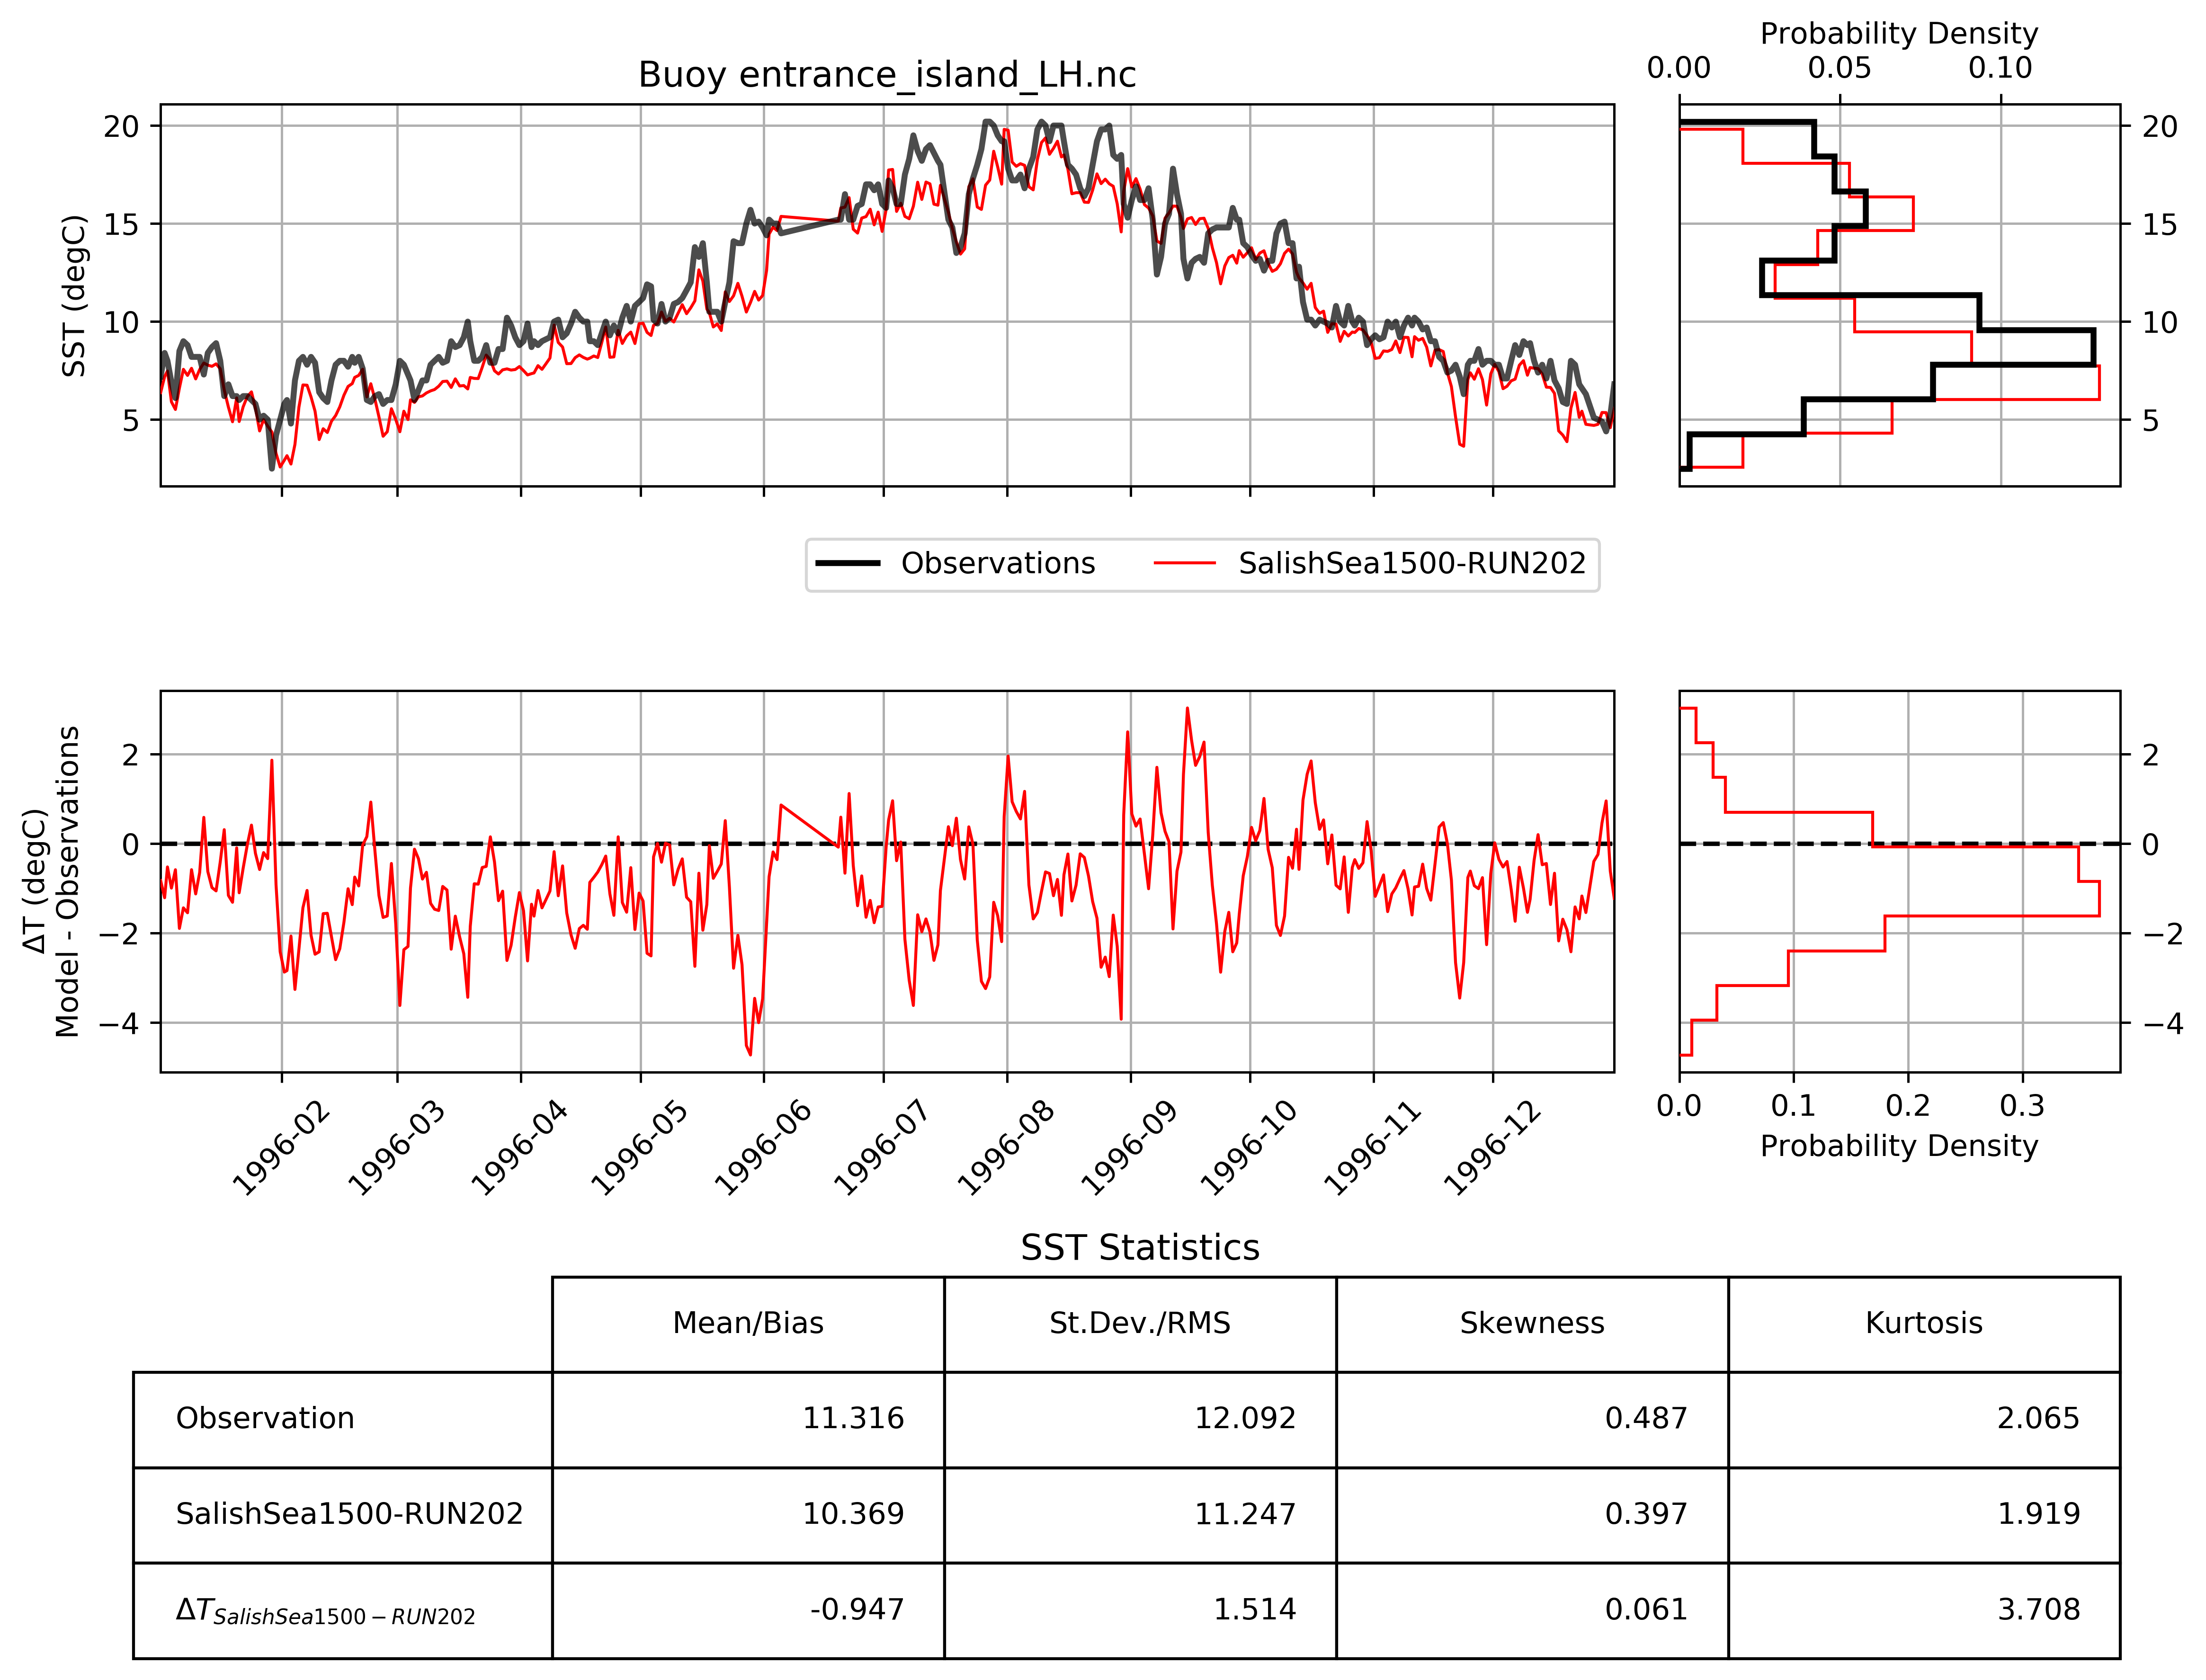 Probability Density
0.00 0.05 0.10
Buoy entrance_island_LH.nc
SST (degC)
20
15
10
5
20
15
10
5
Observations SalishSea1500-RUN202
ΔT (degC)
Model - Observations
2
0
−2
−4
2
0
−2
−4
1996-02 1996-03 1996-04 1996-05 1996-06 1996-07 1996-08 1996-09 1996-10 1996-11 1996-12
0.0 0.1 0.2 0.3
Probability Density
SST Statistics
Mean/Bias St.Dev./RMS Skewness Kurtosis
Observation 11.316 12.092 0.487 2.065
SalishSea1500-RUN202 10.369 11.247 0.397 1.919
ΔT SalishSea1500−RUN202 -0.947 1.514 0.061 3.708